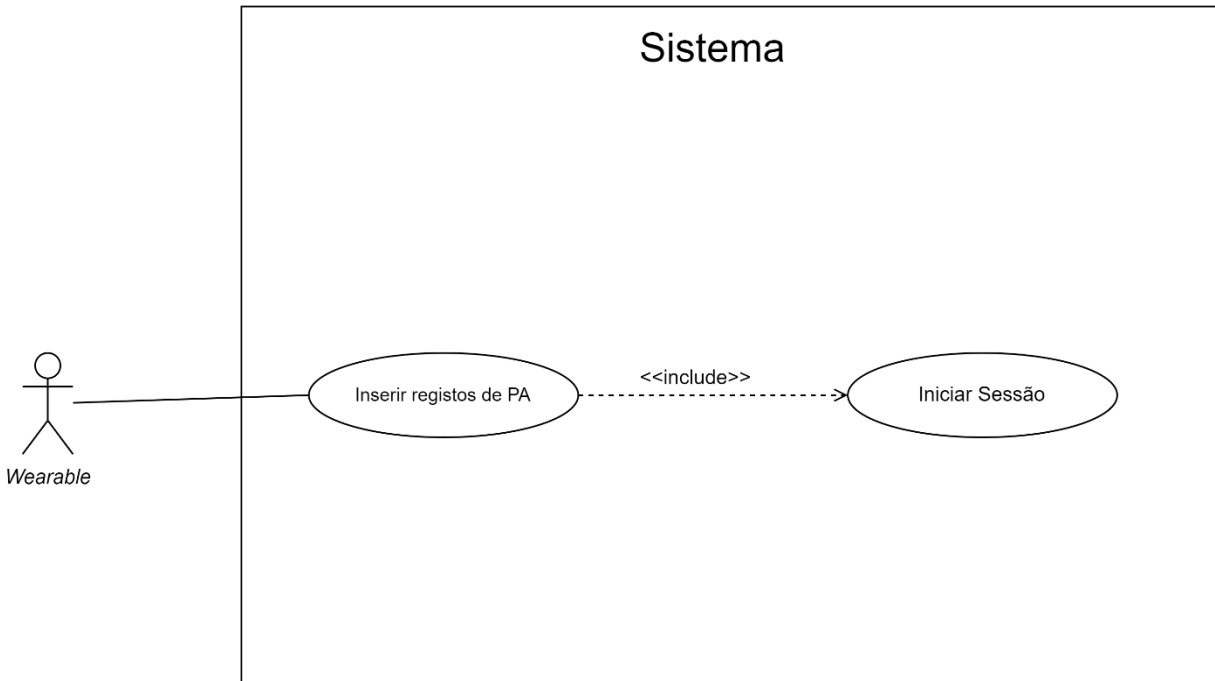 Sistema
<<include>>
Inserir registos de PA
Iniciar Sessão
Wearable